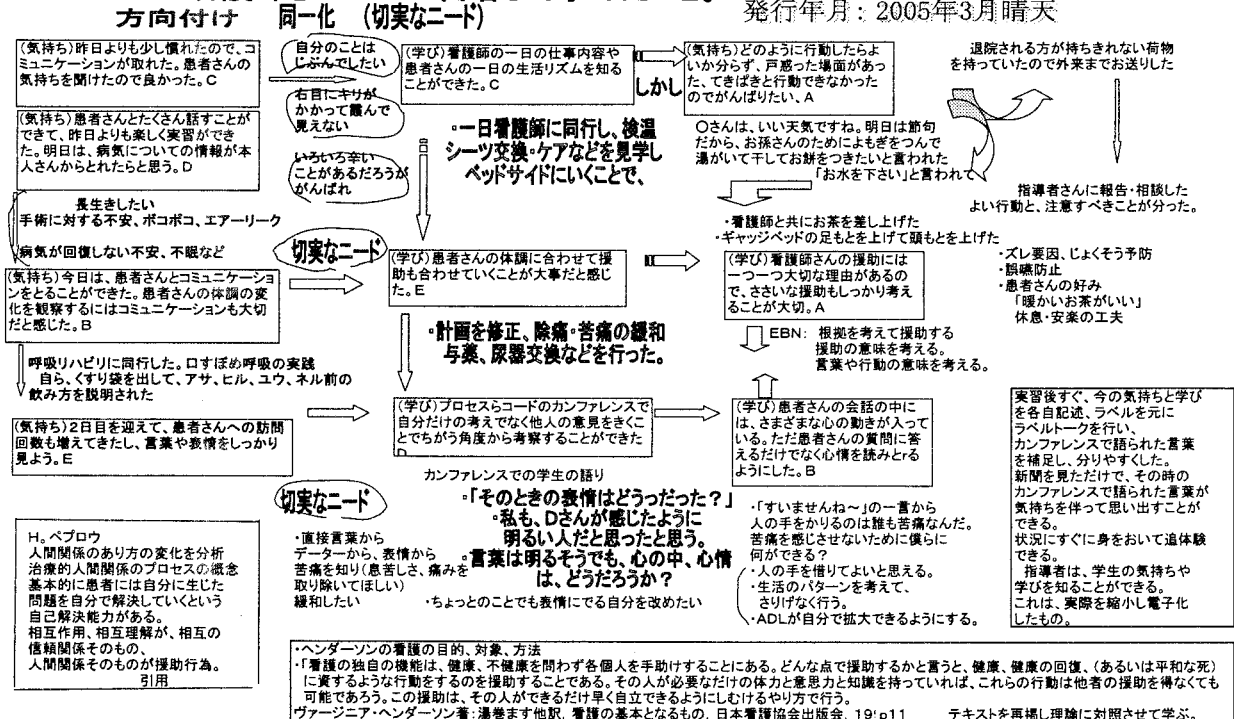 方向付け　同一化　（切実なニード）
発行年月：2005年3月晴天
（気持ち）昨日よりも少し慣れたので、コ
ミュニケーションが取れた。患者さんの
気持ちを聞けたので良かった。C
自分のことは
じぶんでしたい
（学び）看護師の一日の仕事内容や
患者さんの一日の生活リズムを知る
ことができた。C
しかし
（気持ち）どのように行動したらよ
いか分らず、戸惑った場面があっ
た、てきぱきと行動できなかった
のでがんばりたい、A
退院される方が持ちきれない荷物
を持っていたので外来までお送りした
（気持ち）患者さんとたくさん話すことが
できて、昨日よりも楽しく実習ができ
た。明日は、病気についての情報が本
人さんからとれたらと思う。D
右目にキリが
かかって霞んで
見えない
いろいろ辛い
ことがあるだろうが
がんばれ
・一日看護師に同行し、検温
シーツ交換・ケアなどを見学し
ベッドサイドにいくことで、
〇さんは、いい天気ですね。明日は節句
だから、お孫さんのためによもぎをつんで
湯がいて干してお餅をつきたいと言われた
「お水を下さい」と言われて
指導者さんに報告・相談した
よい行動と、注意すべきことが分った。
長生きしたい
手術に対する不安、ボコボコ、エアーリーク
病気が回復しない不安、不眠など
切実なニード
・看護師と共にお茶を差し上げた
・ギャッジベッドの足もとを上げて頭もとを上げた
（気持ち）今日は、患者さんとコミュニケーショ
ンをとることができた。患者さんの体調の変
化を観察するにはコミュニケーションも大切
だと感じた。B
（学び）患者さんの体調に合わせて援
助も合わせていくことが大事だと感じ
た。E
（学び）看護師さんの援助には
一つ一つ大切な理由があるの
で、ささいな援助もしっかり考え
ることが大切。A
・ズレ要因、じょくそう予防
・誤嚥防止
・患者さんの好み
「暖かいお茶がいい」
休息・安楽の工夫
・計画を修正、除痛・苦痛の緩和
与薬、尿器交換などを行った。
EBN：　根拠を考えて援助する
援助の意味を考える。
言葉や行動の意味を考える。
呼吸リハビリに同行した。口すぼめ呼吸の実践
自ら、くすり袋を出して、アサ、ヒル、ユウ、ネル前の
飲み方を説明された
（気持ち）2日目を迎えて、患者さんへの訪問
回数も増えてきたし、言葉や表情をしっかり
見よう。E
（学び）プロセスらコードのカンファレンスで
自分だけの考えでなく他人の意見をきくこ
とでちがう角度から考察することができた
D
（学び）患者さんの会話の中に
は、さまざまな心の動きが入って
いる。ただ患者さんの質問に答
えるだけでなく心情を読みとrる
ようにした。B
実習後すぐ、今の気持ちと学び
を各自記述、ラベルを元に
ラベルトークを行い、
カンファレンスで語られた言葉
を補足し、分りやすくした。
新聞を見ただけで、その時の
カンファレンスで語られた言葉が
気持ちを伴って思い出すことが
できる。
状況にすぐに身をおいて追体験
できる。
指導者は、学生の気持ちや
学びを知ることができる。
これは、実際を縮小し電子化
したもの。
カンファレンスでの学生の語り
切実なニード
・「そのときの表情はどうっだった？」
・私も、Dさんが感じたように
明るい人だと思ったと思う。
・言葉は明るそうでも、心の中、心情
は、どうだろうか？
・直接言葉から
データーから、表情から
苦痛を知り（息苦しさ、痛みを
取り除いてほしい）
緩和したい
・ちょっとのことでも表情にでる自分を改めたい
・「すいませんね～」の一言から
人の手をかりるのは誰も苦痛なんだ。
苦痛を感じさせないために僕らに
何ができる？
・人の手を借りてよいと思える。
・生活のパターンを考えて、
さりげなく行う。
・ADLが自分で拡大できるようにする。
H。ペプロウ
人間関係のあり方の変化を分析
治療的人間関係のプロセスの概念
基本的に患者には自分に生じた
問題を自分で解決していくという
自己解決能力がある。
相互作用、相互理解が、相互の
信頼関係そのもの、
人間関係そのものが援助行為。
引用
・ヘンダーソンの看護の目的、対象、方法
・「看護の独自の機能は、健康、不健康を問わず各個人を手助けすることにある。どんな点で援助するかと言うと、健康、健康の回復、（あるいは平和な死）
に資するような行動をするのを援助することである。その人が必要なだけの体力と意思力と知識を持っていれば、これらの行動は他者の援助を得なくても
可能であろう。この援助は、その人ができるだけ早く自立できるようにしむけるやり方で行う。
ヴァージニア・ヘンダーソン著：湯巻ます他訳，看護の基本となるもの，日本看護協会出版会，p11　テキストを再掲し理論に対照させて学ぶ。